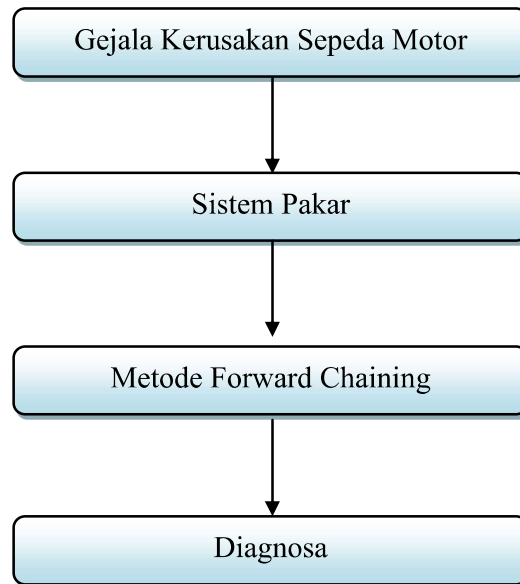 Gejala Kerusakan Sepeda Motor
Sistem Pakar
Metode Forward Chaining
Diagnosa